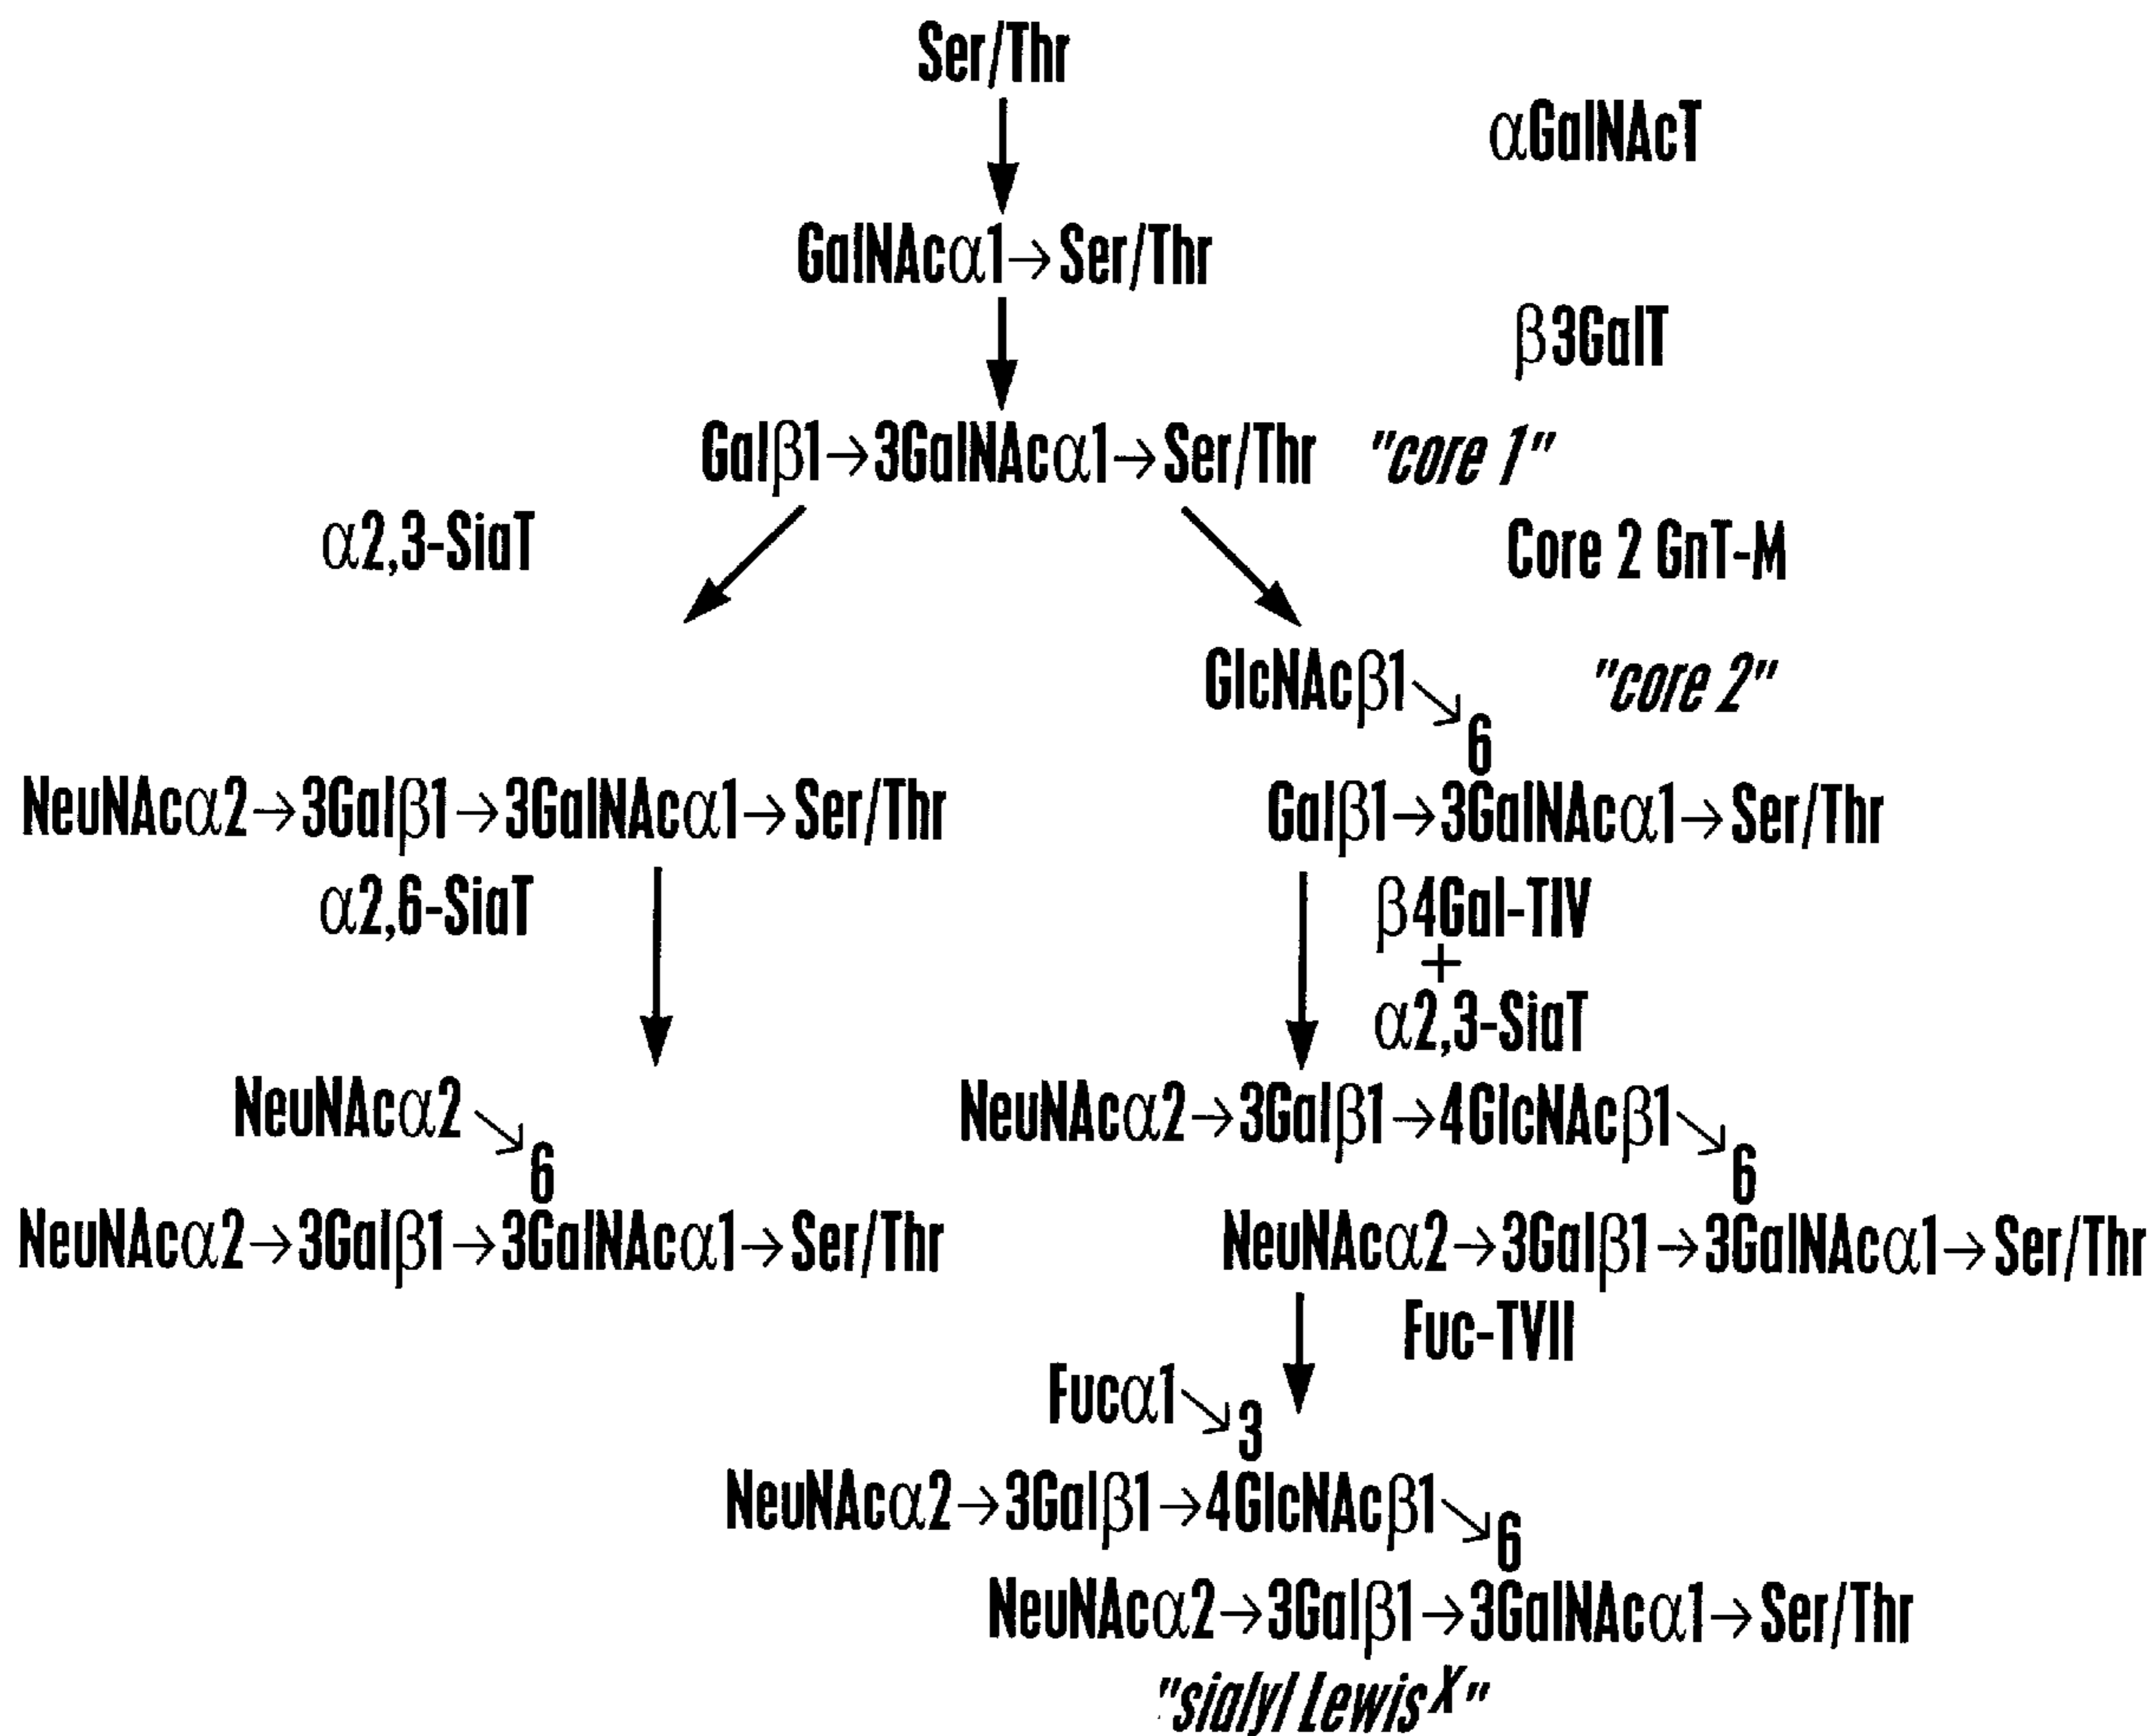 Ser/Thr
αGalNAcT
GalNAcα1→Ser/Thr
β3GalT
Galβ1→3GalNAcα1→Ser/Thr "core 1"
α2,3-SiaT
Core 2 GnT-M
GlcNAcβ1↘
"core 2"
6
NeuNAcα2→3Galβ1→3GalNAcα1→Ser/Thr
Galβ1→3GalNAcα1→Ser/Thr
α2,6-SiaT
β4Gal-TIV
+
α2,3-SiaT
NeuNAcα2↘
6
NeuNAcα2→3Galβ1→3GalNAcα1→Ser/Thr
NeuNAcα2→3Galβ1→4GlcNAcβ1↘
6
NeuNAcα2→3Galβ1→3GalNAcα1→Ser/Thr
Fuc-TVII
Fucα1↘
3
NeuNAcα2→3Galβ1→4GlcNAcβ1↘
6
NeuNAcα2→3Galβ1→3GalNAcα1→Ser/Thr
"sialyl Lewis^X"